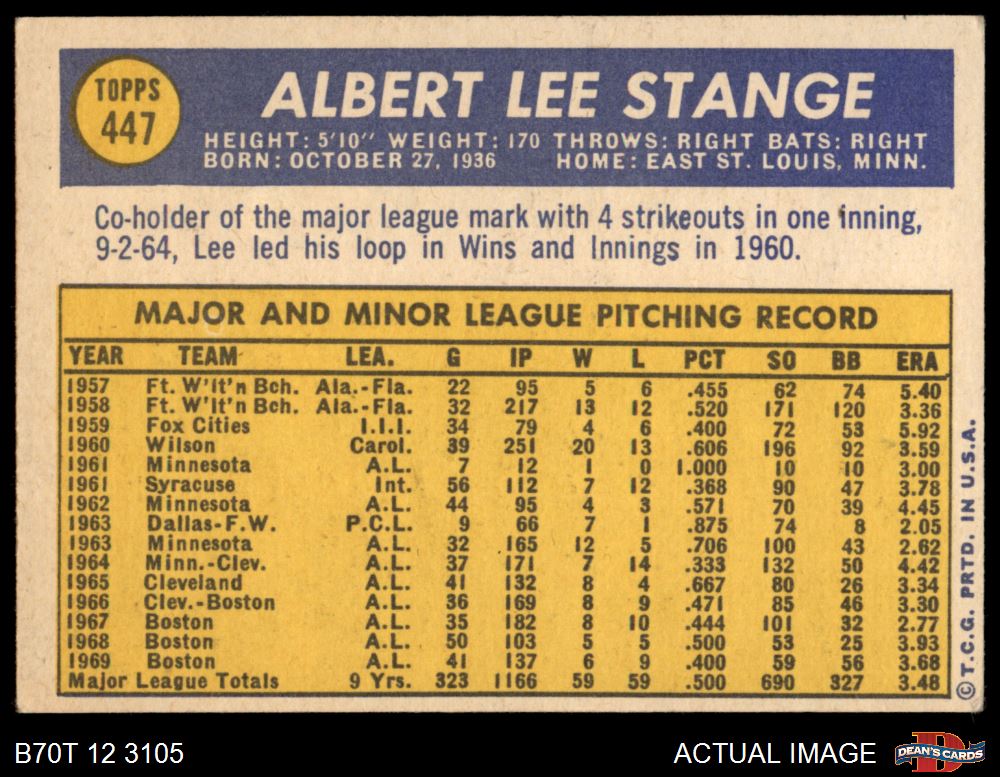 TOPPS
447
ALBERT LEE STANGE
HEIGHT: 5'10" WEIGHT: 170 THROWS: RIGHT BATS: RIGHT
BORN: OCTOBER 27, 1936 HOME: EAST ST. LOUIS, MINN.
Co-holder of the major league mark with 4 strikeouts in one inning,
9-2-64, Lee led his loop in Wins and Innings in 1960.
MAJOR AND MINOR LEAGUE PITCHING RECORD
YEAR TEAM LEA. G IP W L PCT SO BB ERA
1957 Ft. W'lt'n Bch. Ala.-Fla. 22 95 5 6 .455 62 74 5.40
1958 Ft. W'lt'n Bch. Ala.-Fla. 32 217 13 12 .520 171 120 3.36
1959 Fox Cities I.I.I. 34 79 4 6 .400 72 53 5.92
1960 Wilson Carol. 39 251 20 13 .606 196 92 3.59
1961 Minnesota A.L. 7 12 1 0 1.000 10 10 3.00
1961 Syracuse Int. 56 112 7 12 .368 90 47 3.78
1962 Minnesota A.L. 44 95 4 3 .571 70 39 4.45
1963 Dallas-F.W. P.C.L. 9 66 7 1 .875 74 8 2.05
1963 Minnesota A.L. 32 165 12 5 .706 100 43 2.62
1964 Minn.-Clev. A.L. 37 171 7 14 .333 132 50 4.42
1965 Cleveland A.L. 41 132 8 4 .667 80 26 3.34
1966 Clev.-Boston A.L. 36 169 8 9 .471 85 46 3.30
1967 Boston A.L. 35 182 8 10 .444 101 32 2.77
1968 Boston A.L. 50 103 5 5 .500 53 25 3.93
1969 Boston A.L. 41 137 6 9 .400 59 56 3.68
Major League Totals 9 Yrs. 323 1166 59 59 .500 690 327 3.48
© T.C.G. PRTD. IN U.S.A.
B70T 12 3105
ACTUAL IMAGE
D
DEAN'S CARDS